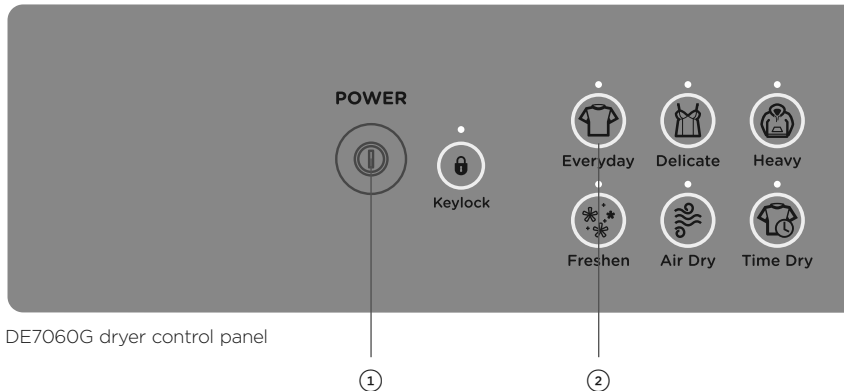 POWER
Keylock
Everyday Delicate Heavy
Freshen Air Dry Time Dry
DE7060G dryer control panel
1 2